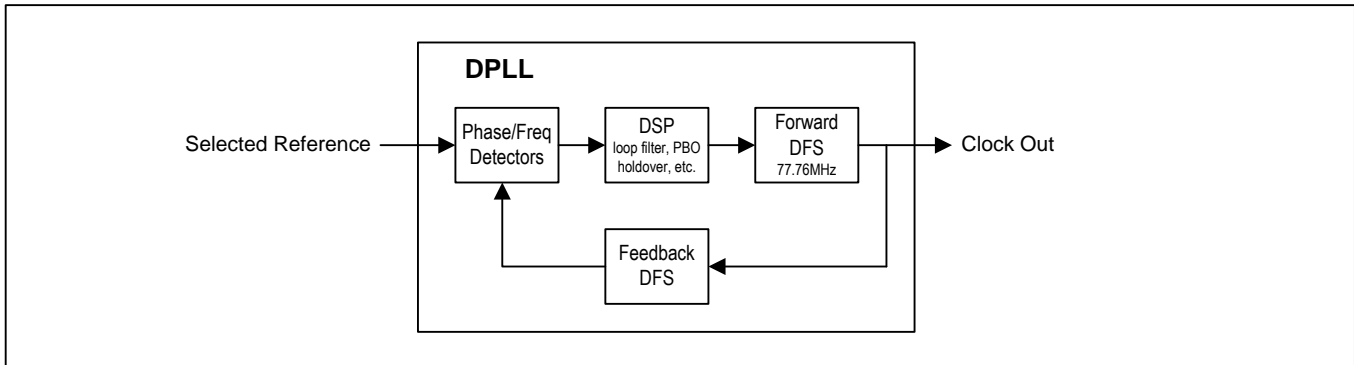 DPLL
Selected Reference
Phase/Freq
Detectors
DSP
loop filter, PBO
holdover, etc.
Forward
DFS
77.76MHz
Clock Out
Feedback
DFS